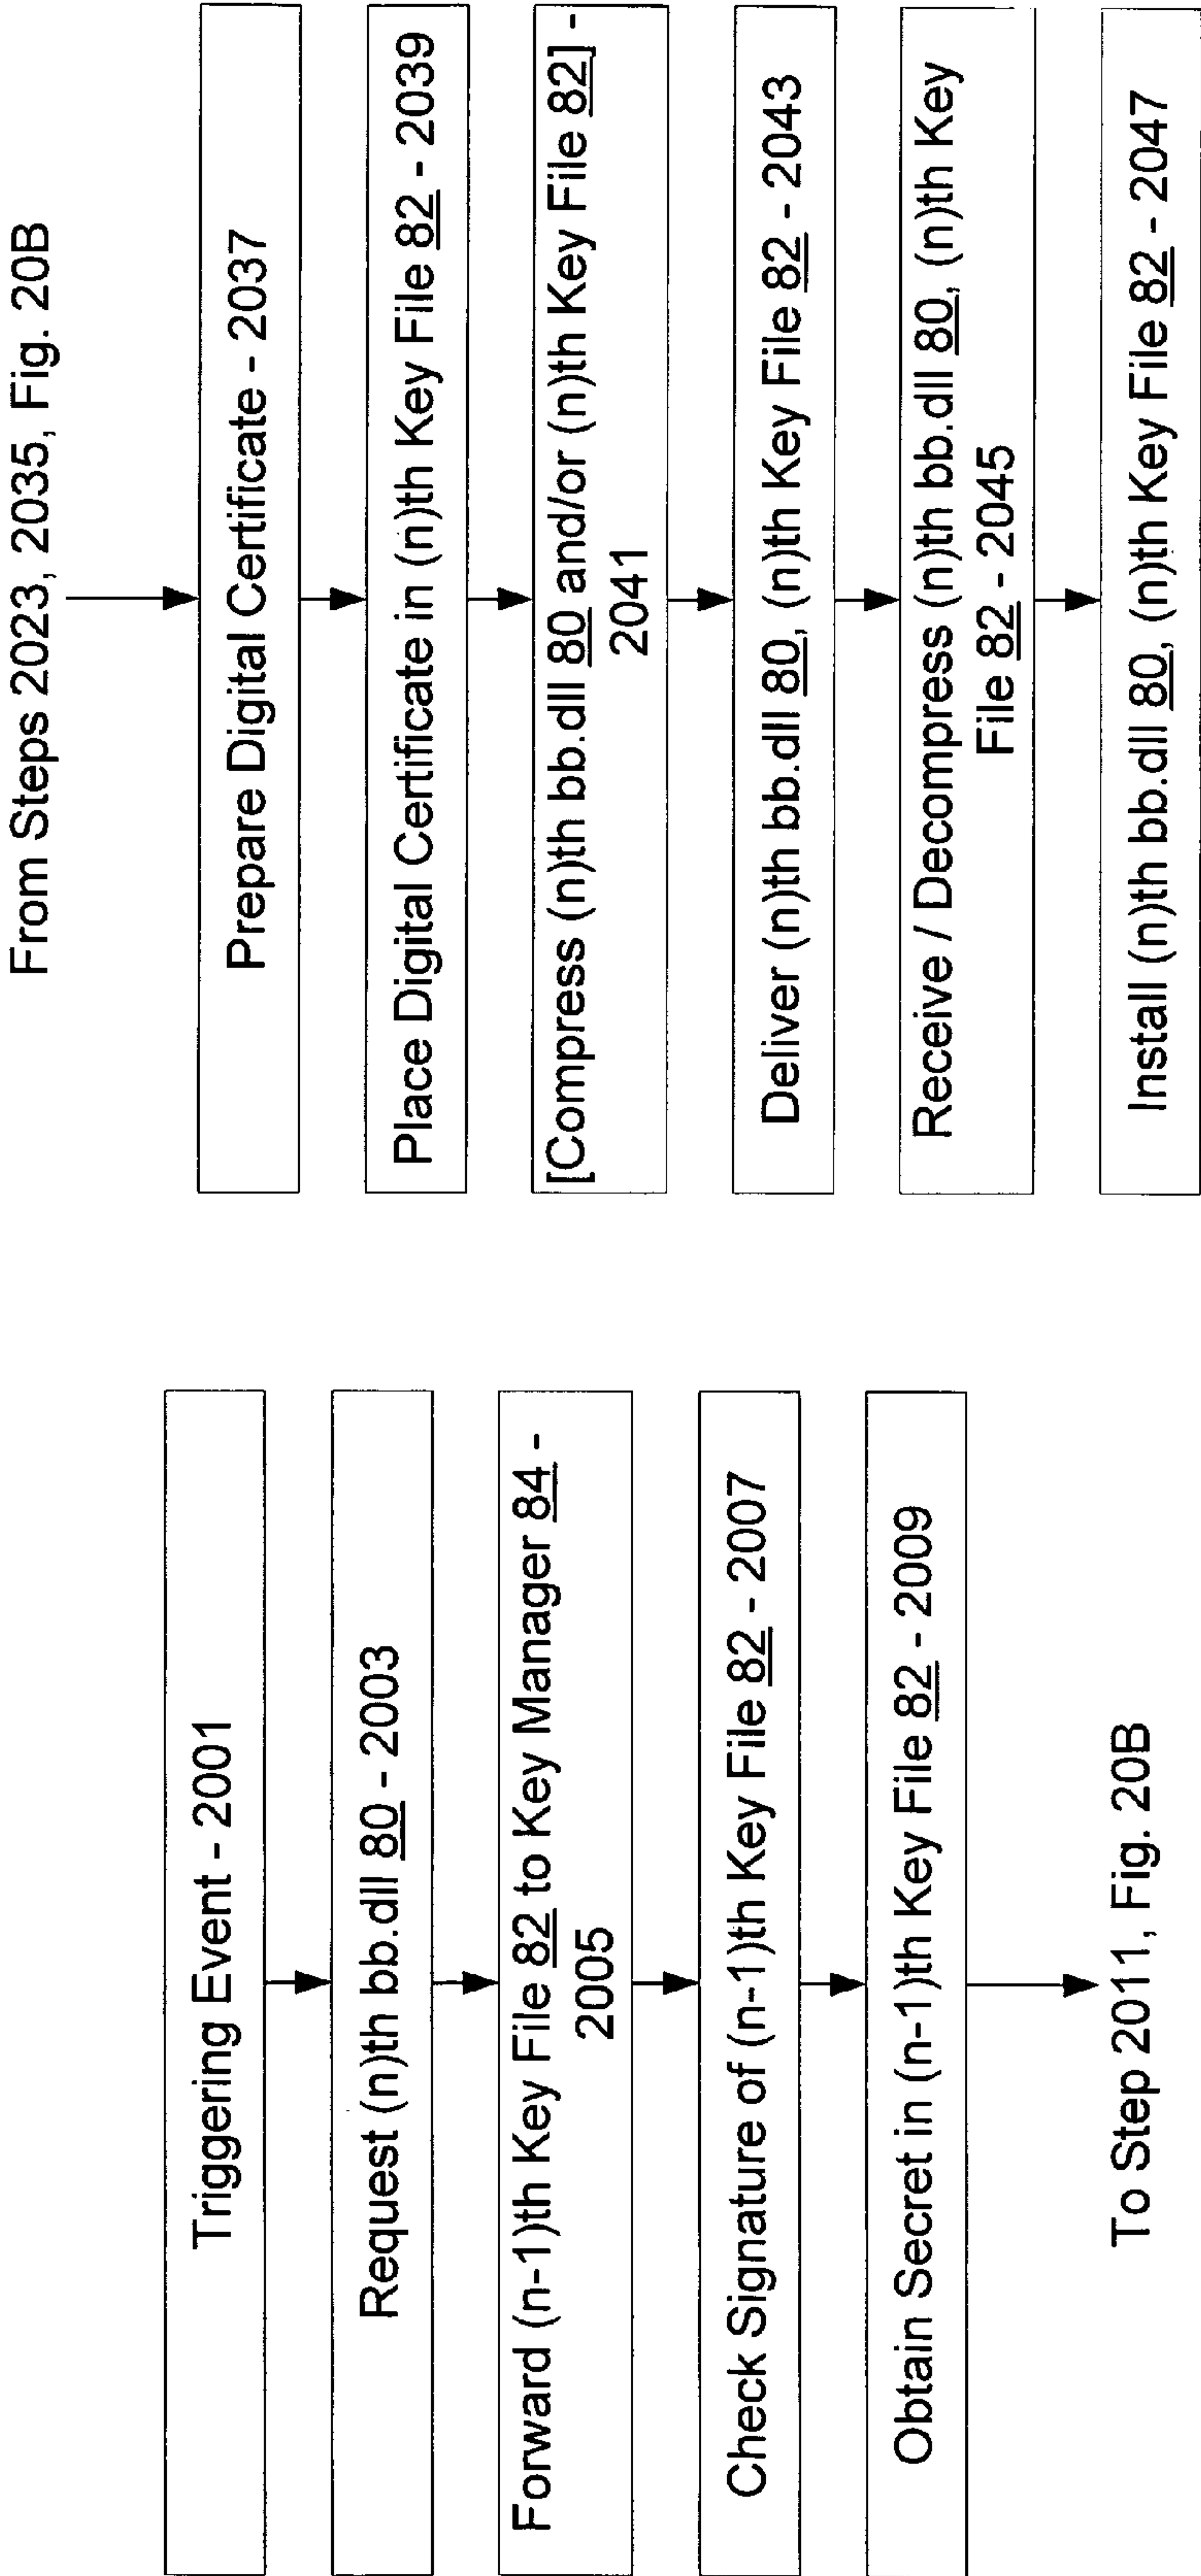 Triggering Event - 2001
Request (n)th bb.dll 80 - 2003
Forward (n-1)th Key File 82 to Key Manager 84 -
2005
Check Signature of (n-1)th Key File 82 - 2007
Obtain Secret in (n-1)th Key File 82 - 2009
To Step 2011, Fig. 20B
From Steps 2023, 2035, Fig. 20B
Prepare Digital Certificate - 2037
Place Digital Certificate in (n)th Key File 82 - 2039
[Compress (n)th bb.dll 80 and/or (n)th Key File 82] -
2041
Deliver (n)th bb.dll 80, (n)th Key File 82 - 2043
Receive / Decompress (n)th bb.dll 80, (n)th Key
File 82 - 2045
Install (n)th bb.dll 80, (n)th Key File 82 - 2047